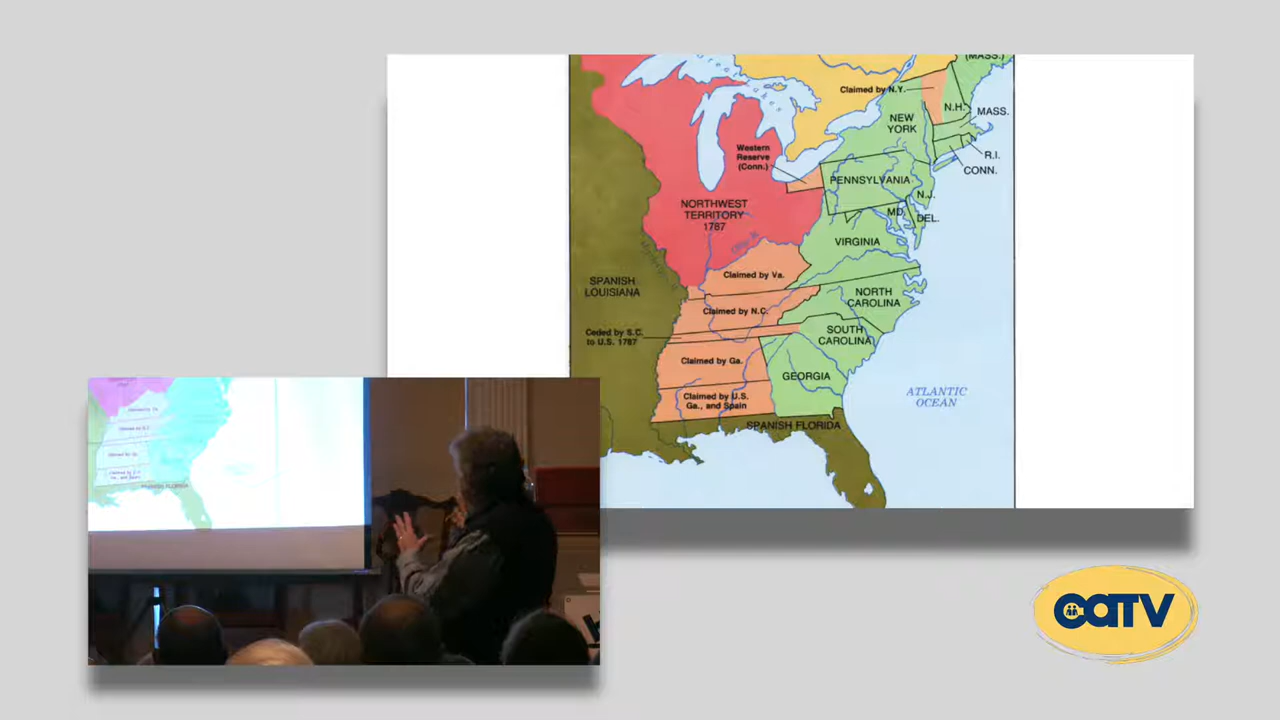 (MASS.)
Claimed by N.Y.
N.H.
MASS.
NEW
YORK
R.I.
CONN.
Western
Reserve
(Conn.)
PENNSYLVANIA
N.J.
MD.
DEL.
NORTHWEST
TERRITORY
1787
VIRGINIA
Claimed by Va.
SPANISH
LOUISIANA
NORTH
CAROLINA
Claimed by N.C.
Ceded by S.C.
to U.S. 1787
SOUTH
CAROLINA
Claimed by Ga.
GEORGIA
Claimed by U.S.
Ga., and Spain
ATLANTIC
OCEAN
SPANISH FLORIDA
SPANISH FLORIDA
CATV